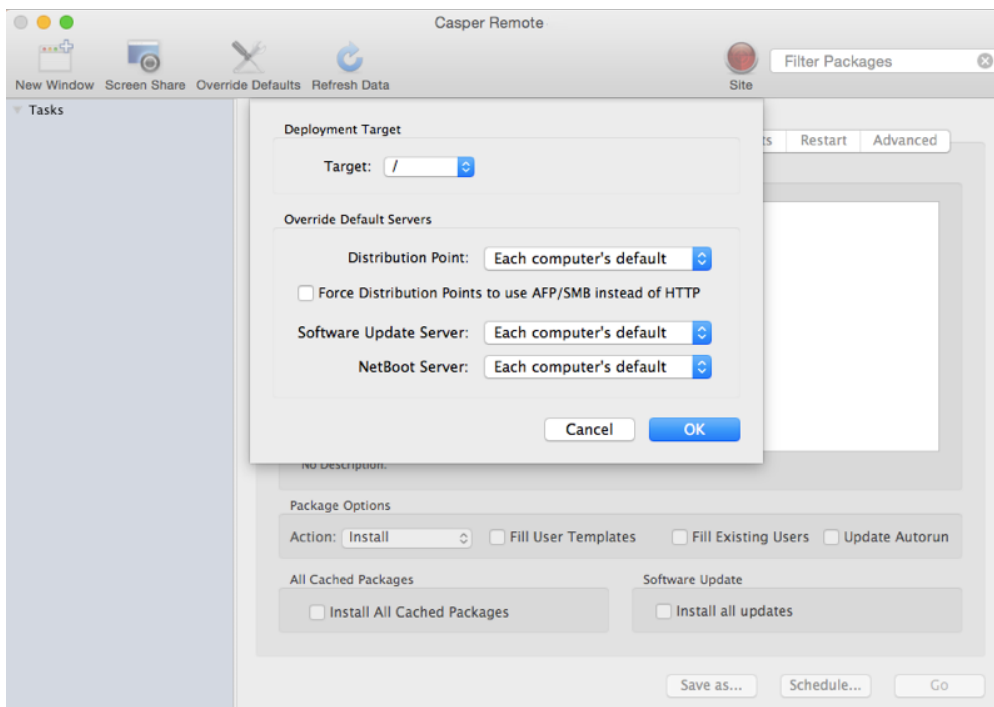 Casper Remote
New Window Screen Share Override Defaults Refresh Data Site Filter Packages
Tasks
Restart Advanced
Deployment Target
Target: /
Override Default Servers
Distribution Point: Each computer's default
Force Distribution Points to use AFP/SMB instead of HTTP
Software Update Server: Each computer's default
NetBoot Server: Each computer's default
Cancel OK
No Description.
Package Options
Action: Install Fill User Templates Fill Existing Users Update Autorun
All Cached Packages Software Update
Install All Cached Packages Install all updates
Save as... Schedule... Go